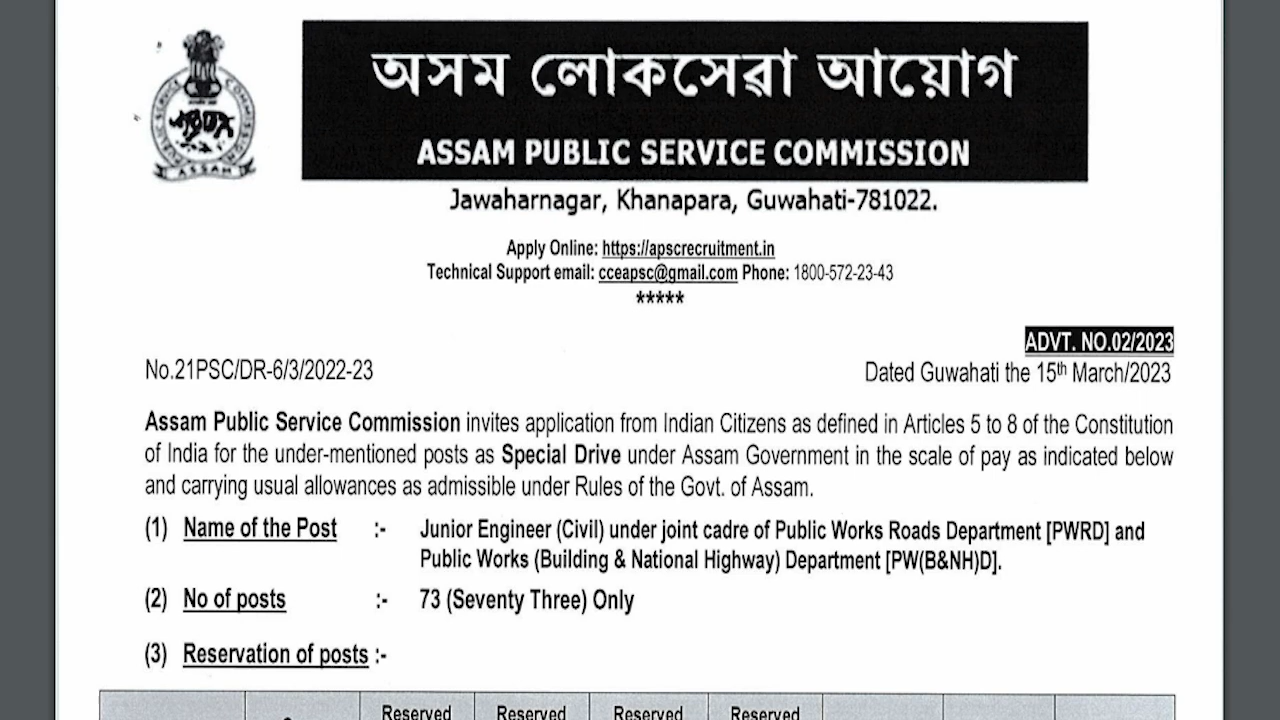 অসম লোকসেৱা আয়োগ
ASSAM PUBLIC SERVICE COMMISSION
Jawaharnagar, Khanapara, Guwahati-781022.
Apply Online: https://apscrecruitment.in
Technical Support email: cceapsc@gmail.com Phone: 1800-572-23-43
*****
ADVT. NO.02/2023
No.21PSC/DR-6/3/2022-23 Dated Guwahati the 15th March/2023
Assam Public Service Commission invites application from Indian Citizens as defined in Articles 5 to 8 of the Constitution
of India for the under-mentioned posts as Special Drive under Assam Government in the scale of pay as indicated below
and carrying usual allowances as admissible under Rules of the Govt. of Assam.
(1) Name of the Post :- Junior Engineer (Civil) under joint cadre of Public Works Roads Department [PWRD] and
Public Works (Building & National Highway) Department [PW(B&NH)D].
(2) No of posts :- 73 (Seventy Three) Only
(3) Reservation of posts :-
Reserved Reserved Reserved Reserved
PUBLIC SERVICE COMMISSION
ASSAM